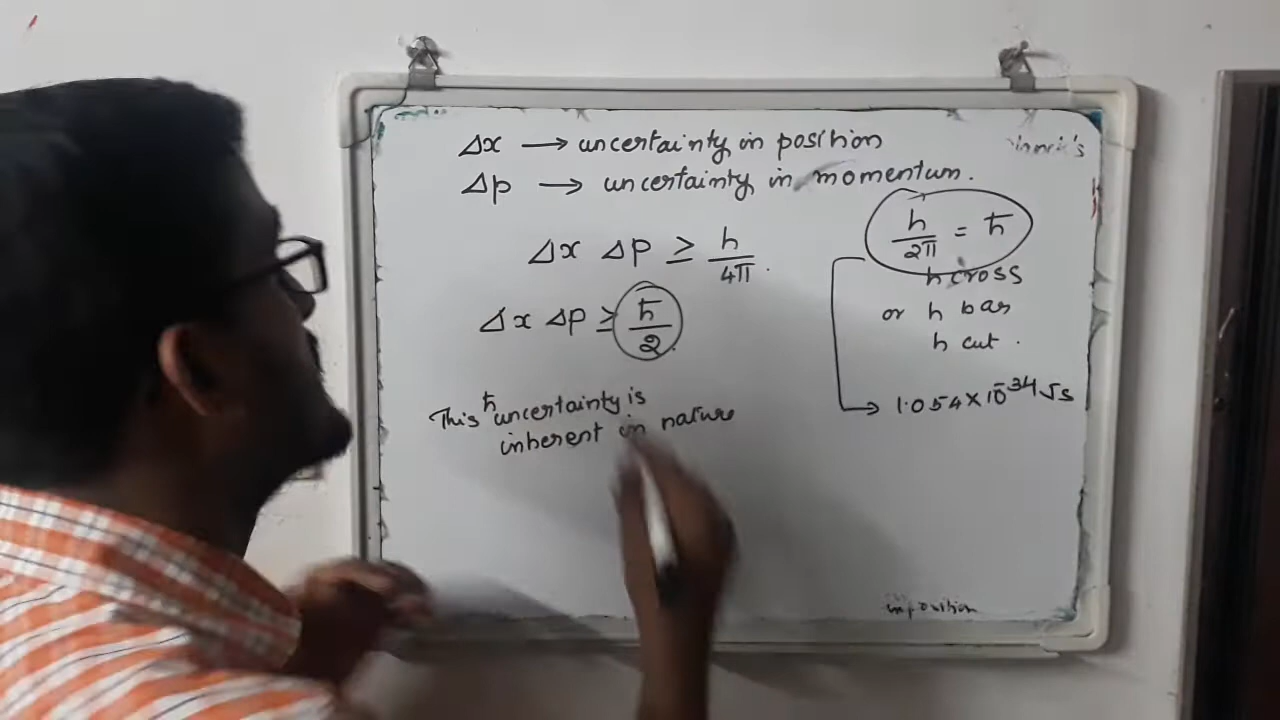 Δx → uncertainty in position
Δp → uncertainty in momentum.
Δx Δp ≥ h/4π.
Δx Δp ≥ ħ/2.
This ħ uncertainty is
inherent in nature
h/2π = ħ
h cross
or h bar
h cut.
→ 1.054×10⁻³⁴ Js
imposition